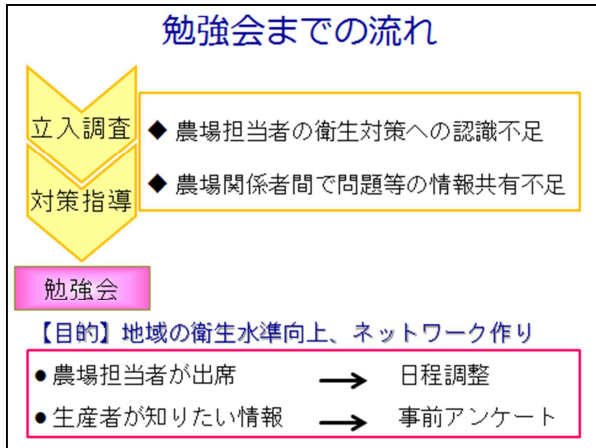 勉強会までの流れ
立入調査
◆ 農場担当者の衛生対策への認識不足
◆ 農場関係者間で問題等の情報共有不足
対策指導
勉強会
【目的】地域の衛生水準向上、ネットワーク作り
●農場担当者が出席 → 日程調整
●生産者が知りたい情報 → 事前アンケート